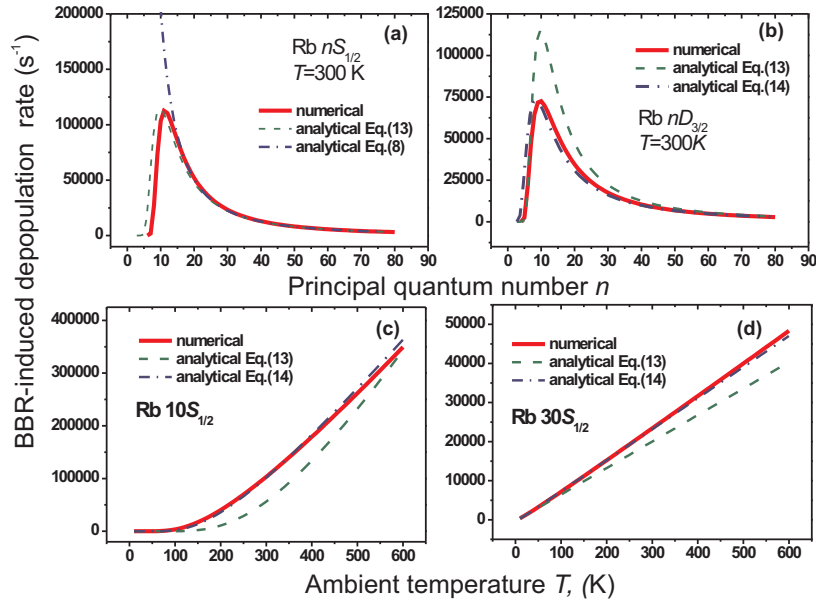 BBR-induced depopulation rate (s⁻¹)
(a)
Rb nS₁/₂
T=300 K
numerical
analytical Eq.(13)
analytical Eq.(8)
200000
150000
100000
50000
0
0 10 20 30 40 50 60 70 80 90
(b)
numerical
analytical Eq.(13)
analytical Eq.(14)
Rb nD₃/₂
T=300K
125000
100000
75000
50000
25000
0
0 10 20 30 40 50 60 70 80 90
Principal quantum number n
(c)
numerical
analytical Eq.(13)
analytical Eq.(14)
Rb 10S₁/₂
400000
300000
200000
100000
0
0 100 200 300 400 500 600
(d)
numerical
analytical Eq.(13)
analytical Eq.(14)
Rb 30S₁/₂
50000
40000
30000
20000
10000
0
0 100 200 300 400 500 600
Ambient temperature T, (K)